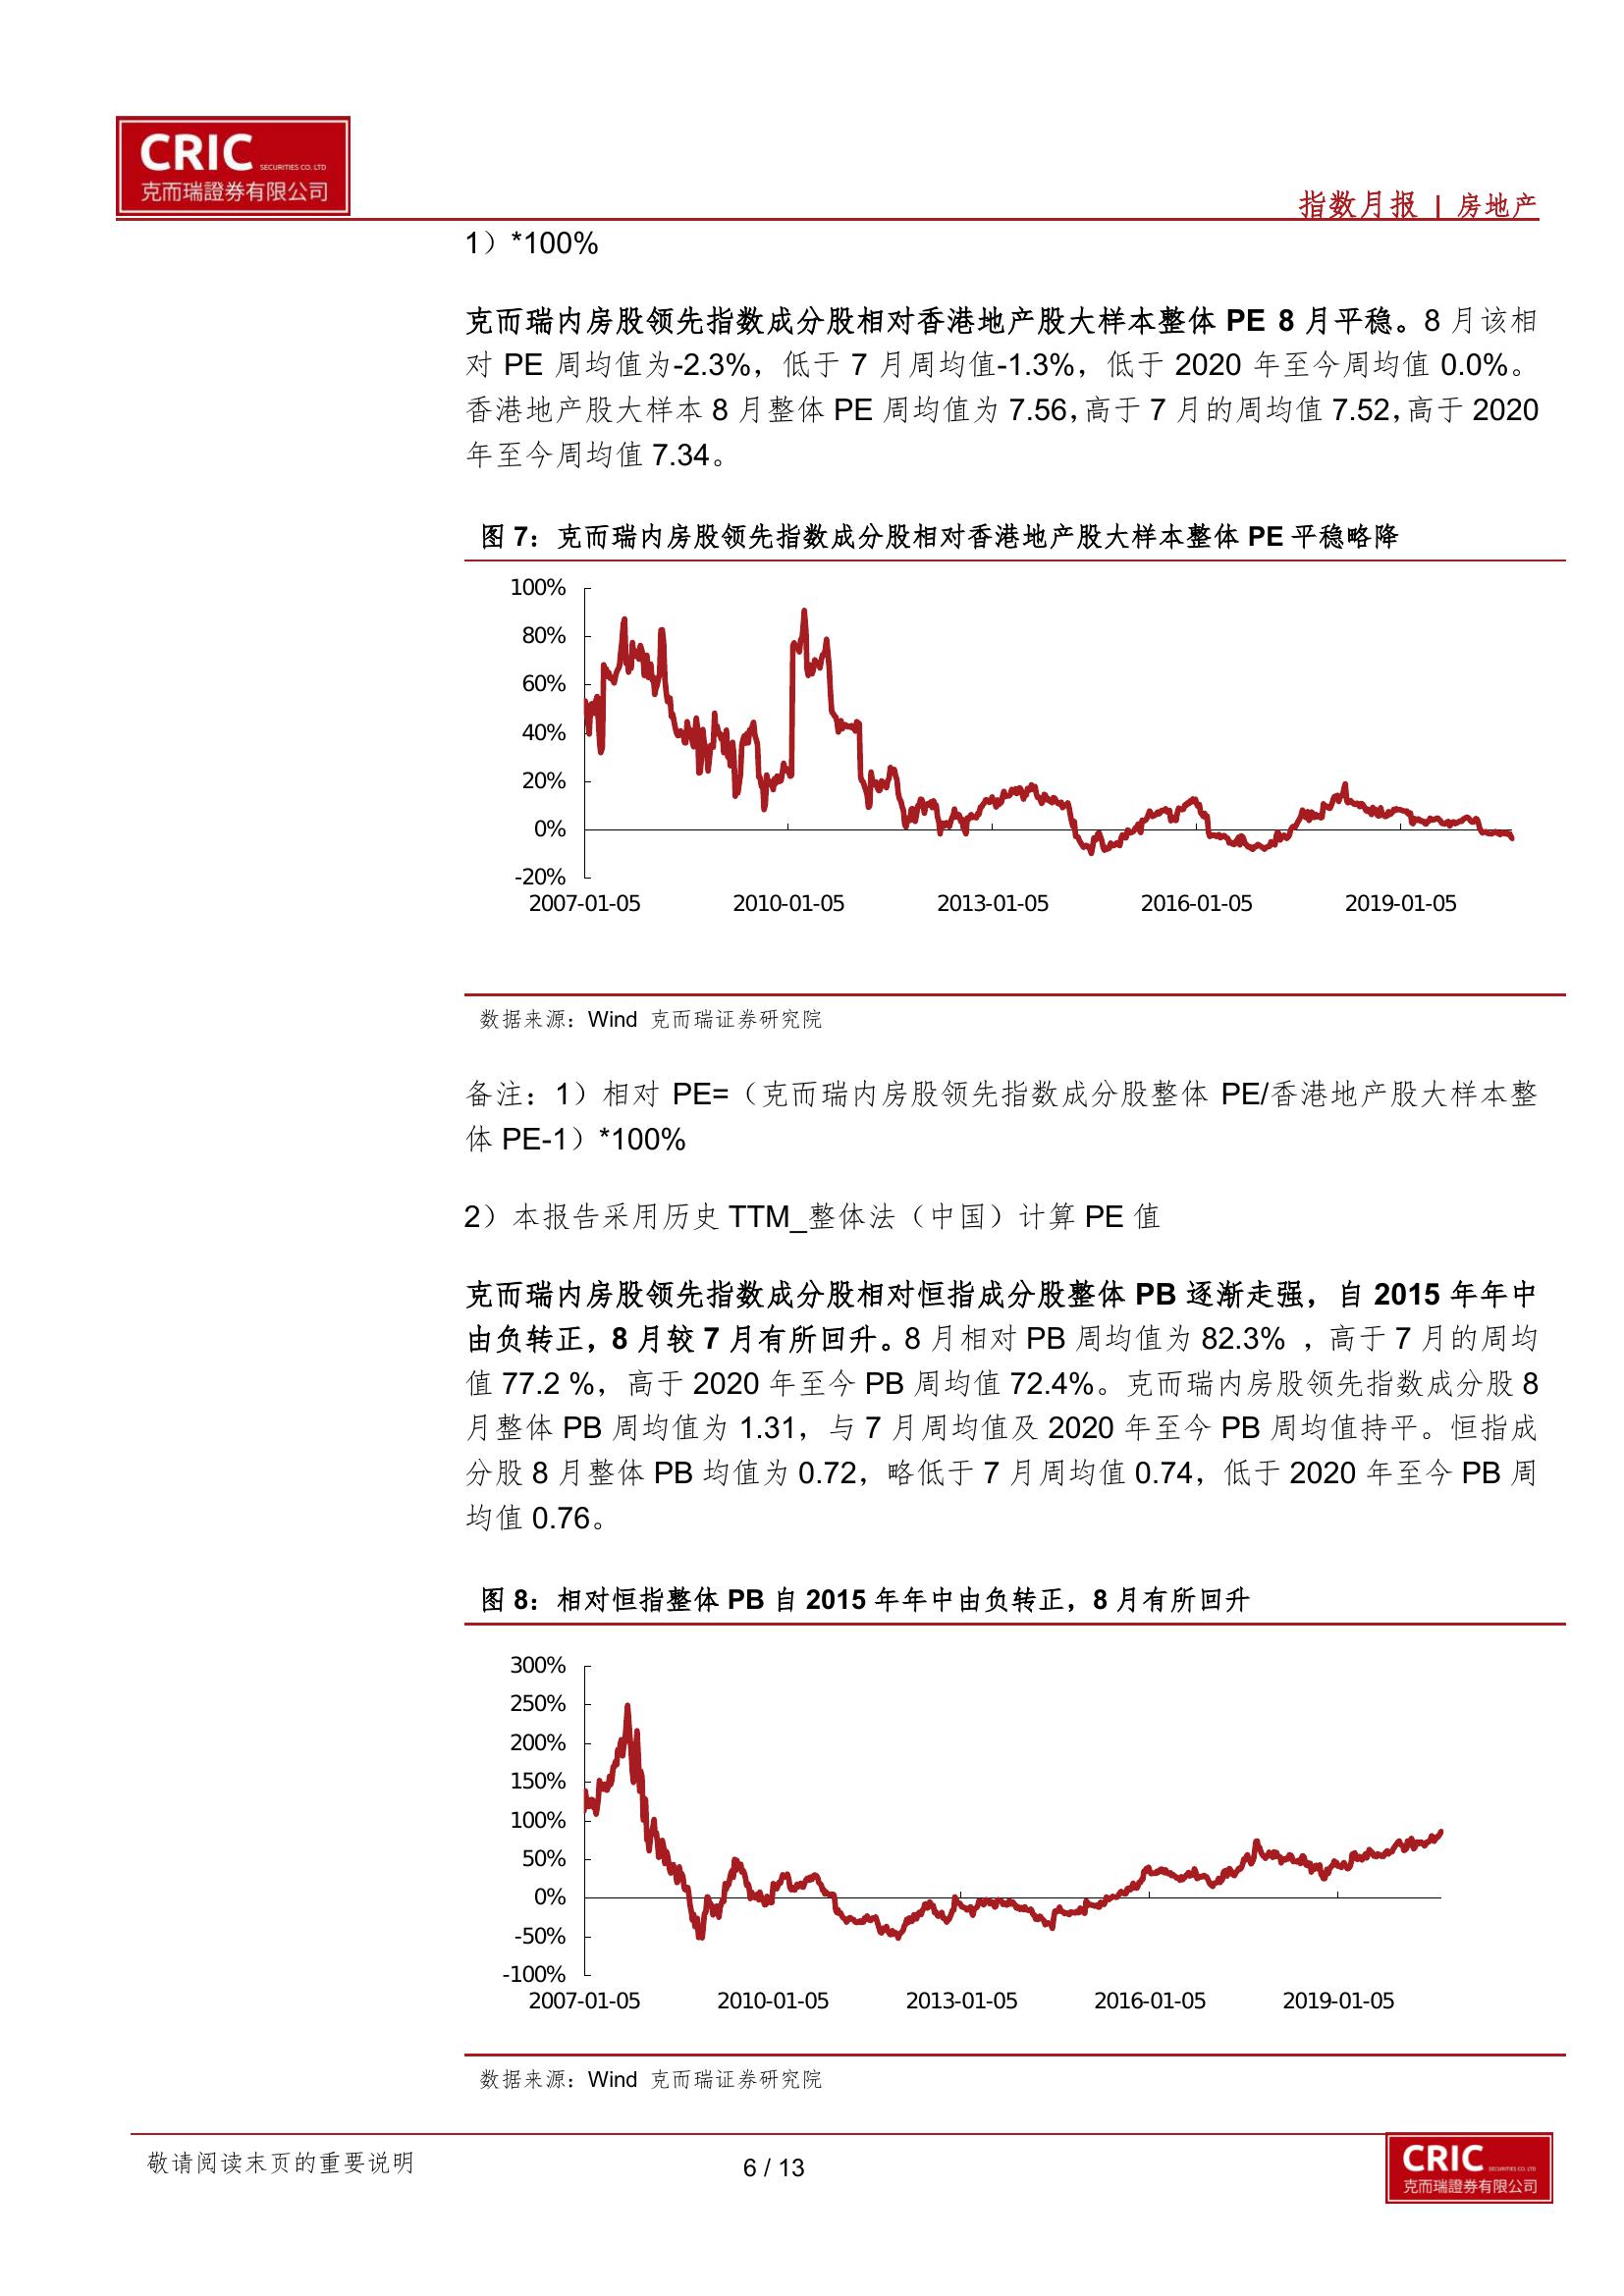 CRIC SECURITIES CO. LTD
克而瑞證券有限公司
指数月报 | 房地产
1）*100%
克而瑞内房股领先指数成分股相对香港地产股大样本整体 PE 8 月平稳。8 月该相
对 PE 周均值为-2.3%，低于 7 月周均值-1.3%，低于 2020 年至今周均值 0.0%。
香港地产股大样本 8 月整体 PE 周均值为 7.56，高于 7 月的周均值 7.52，高于 2020
年至今周均值 7.34。
图 7：克而瑞内房股领先指数成分股相对香港地产股大样本整体 PE 平稳略降
100%
80%
60%
40%
20%
0%
-20%
2007-01-05 2010-01-05 2013-01-05 2016-01-05 2019-01-05
数据来源：Wind 克而瑞证券研究院
备注：1）相对 PE=（克而瑞内房股领先指数成分股整体 PE/香港地产股大样本整
体 PE-1）*100%
2）本报告采用历史 TTM_整体法（中国）计算 PE 值
克而瑞内房股领先指数成分股相对恒指成分股整体 PB 逐渐走强，自 2015 年年中
由负转正，8 月较 7 月有所回升。8 月相对 PB 周均值为 82.3% ，高于 7 月的周均
值 77.2 %，高于 2020 年至今 PB 周均值 72.4%。克而瑞内房股领先指数成分股 8
月整体 PB 周均值为 1.31，与 7 月周均值及 2020 年至今 PB 周均值持平。恒指成
分股 8 月整体 PB 均值为 0.72，略低于 7 月周均值 0.74，低于 2020 年至今 PB 周
均值 0.76。
图 8：相对恒指整体 PB 自 2015 年年中由负转正，8 月有所回升
300%
250%
200%
150%
100%
50%
0%
-50%
-100%
2007-01-05 2010-01-05 2013-01-05 2016-01-05 2019-01-05
数据来源：Wind 克而瑞证券研究院
敬请阅读末页的重要说明
6 / 13
CRIC SECURITIES CO. LTD
克而瑞證券有限公司